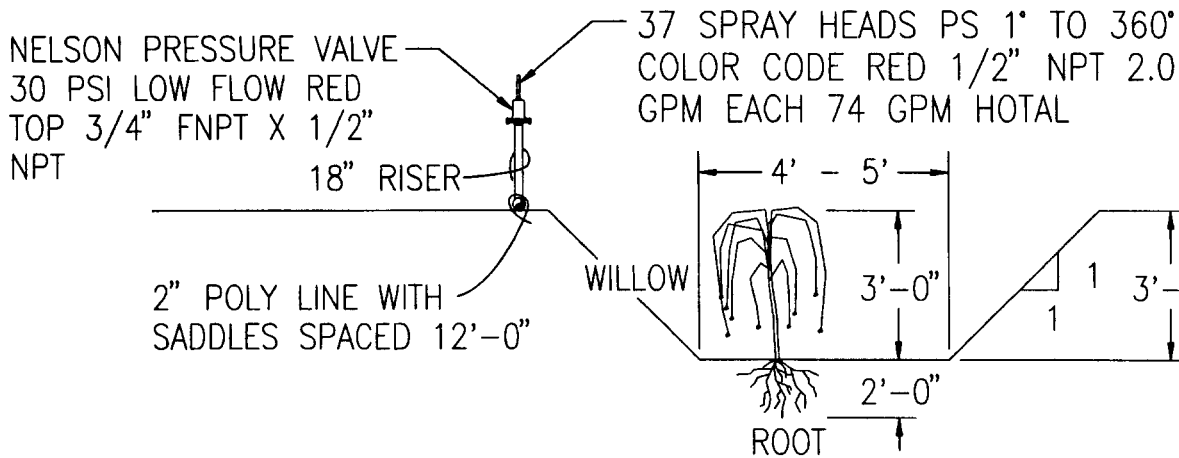 NELSON PRESSURE VALVE
30 PSI LOW FLOW RED
TOP 3/4" FNPT X 1/2"
NPT
37 SPRAY HEADS PS 1° TO 360°
COLOR CODE RED 1/2" NPT 2.0
GPM EACH 74 GPM HOTAL
18" RISER
4' - 5'
WILLOW
3'-0"
1
1
3'-
2" POLY LINE WITH
SADDLES SPACED 12'-0"
2'-0"
ROOT